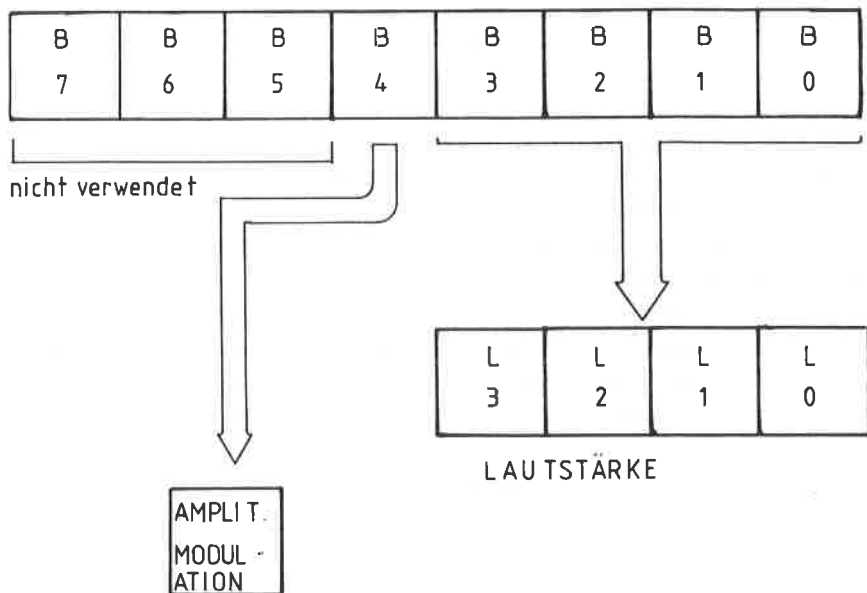 B B B B B B B B
7 6 5 4 3 2 1 0
nicht verwendet
L L L L
3 2 1 0
LAUTSTÄRKE
AMPLIT.
MODUL-
ATION